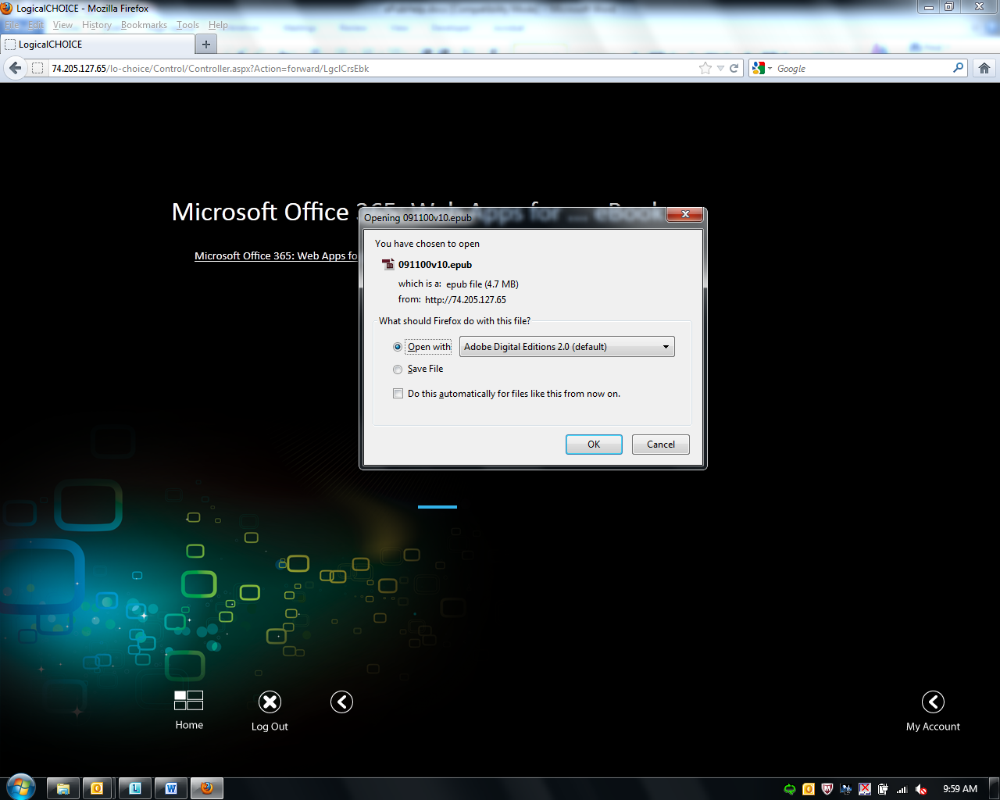 LogicalCHOICE - Mozilla Firefox
File Edit View History Bookmarks Tools Help
LogicalCHOICE
74.205.127.65/lo-choice/Control/Controller.aspx?Action=forward/LgclCrsEbk
Google
Microsoft Office 365: Web Apps for .... eBook
Microsoft Office 365: Web Apps fo
Opening 091100v10.epub
You have chosen to open
091100v10.epub
which is a: epub file (4.7 MB)
from: http://74.205.127.65
What should Firefox do with this file?
Open with Adobe Digital Editions 2.0 (default)
Save File
Do this automatically for files like this from now on.
OK Cancel
Home
Log Out
My Account
9:59 AM